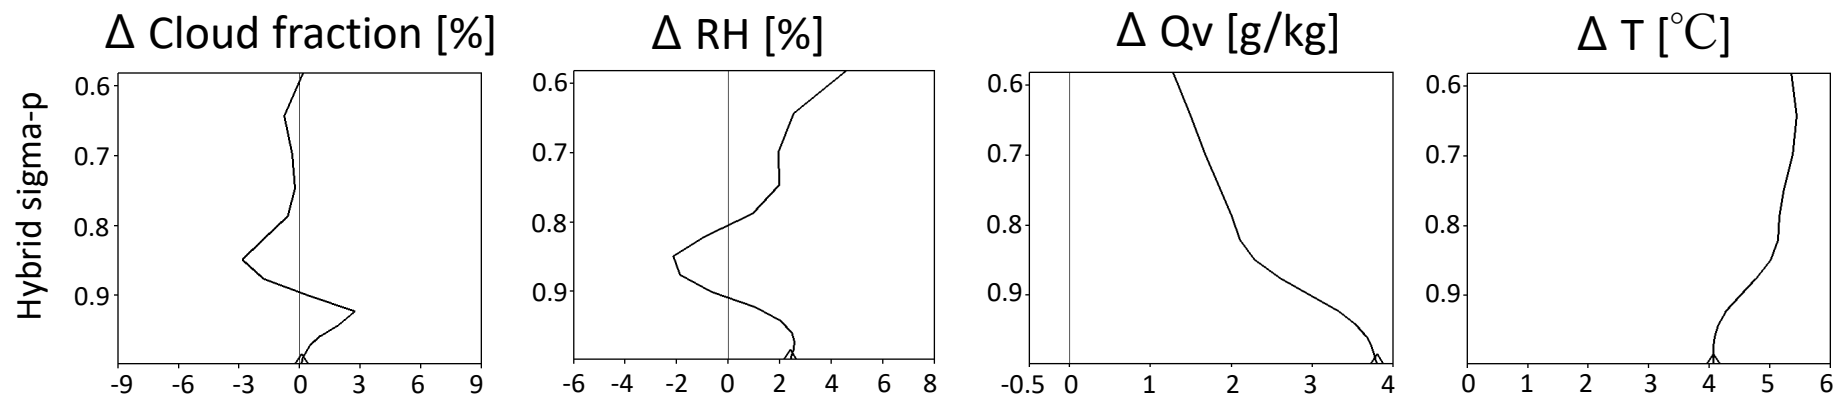 Δ Cloud fraction [%]
Δ RH [%]
Δ Qv [g/kg]
Δ T [℃]
Hybrid sigma-p
0.6
0.7
0.8
0.9
-9 -6 -3 0 3 6 9
0.6
0.7
0.8
0.9
-6 -4 -2 0 2 4 6 8
0.6
0.7
0.8
0.9
-0.5 0 1 2 3 4
0.6
0.7
0.8
0.9
0 1 2 3 4 5 6